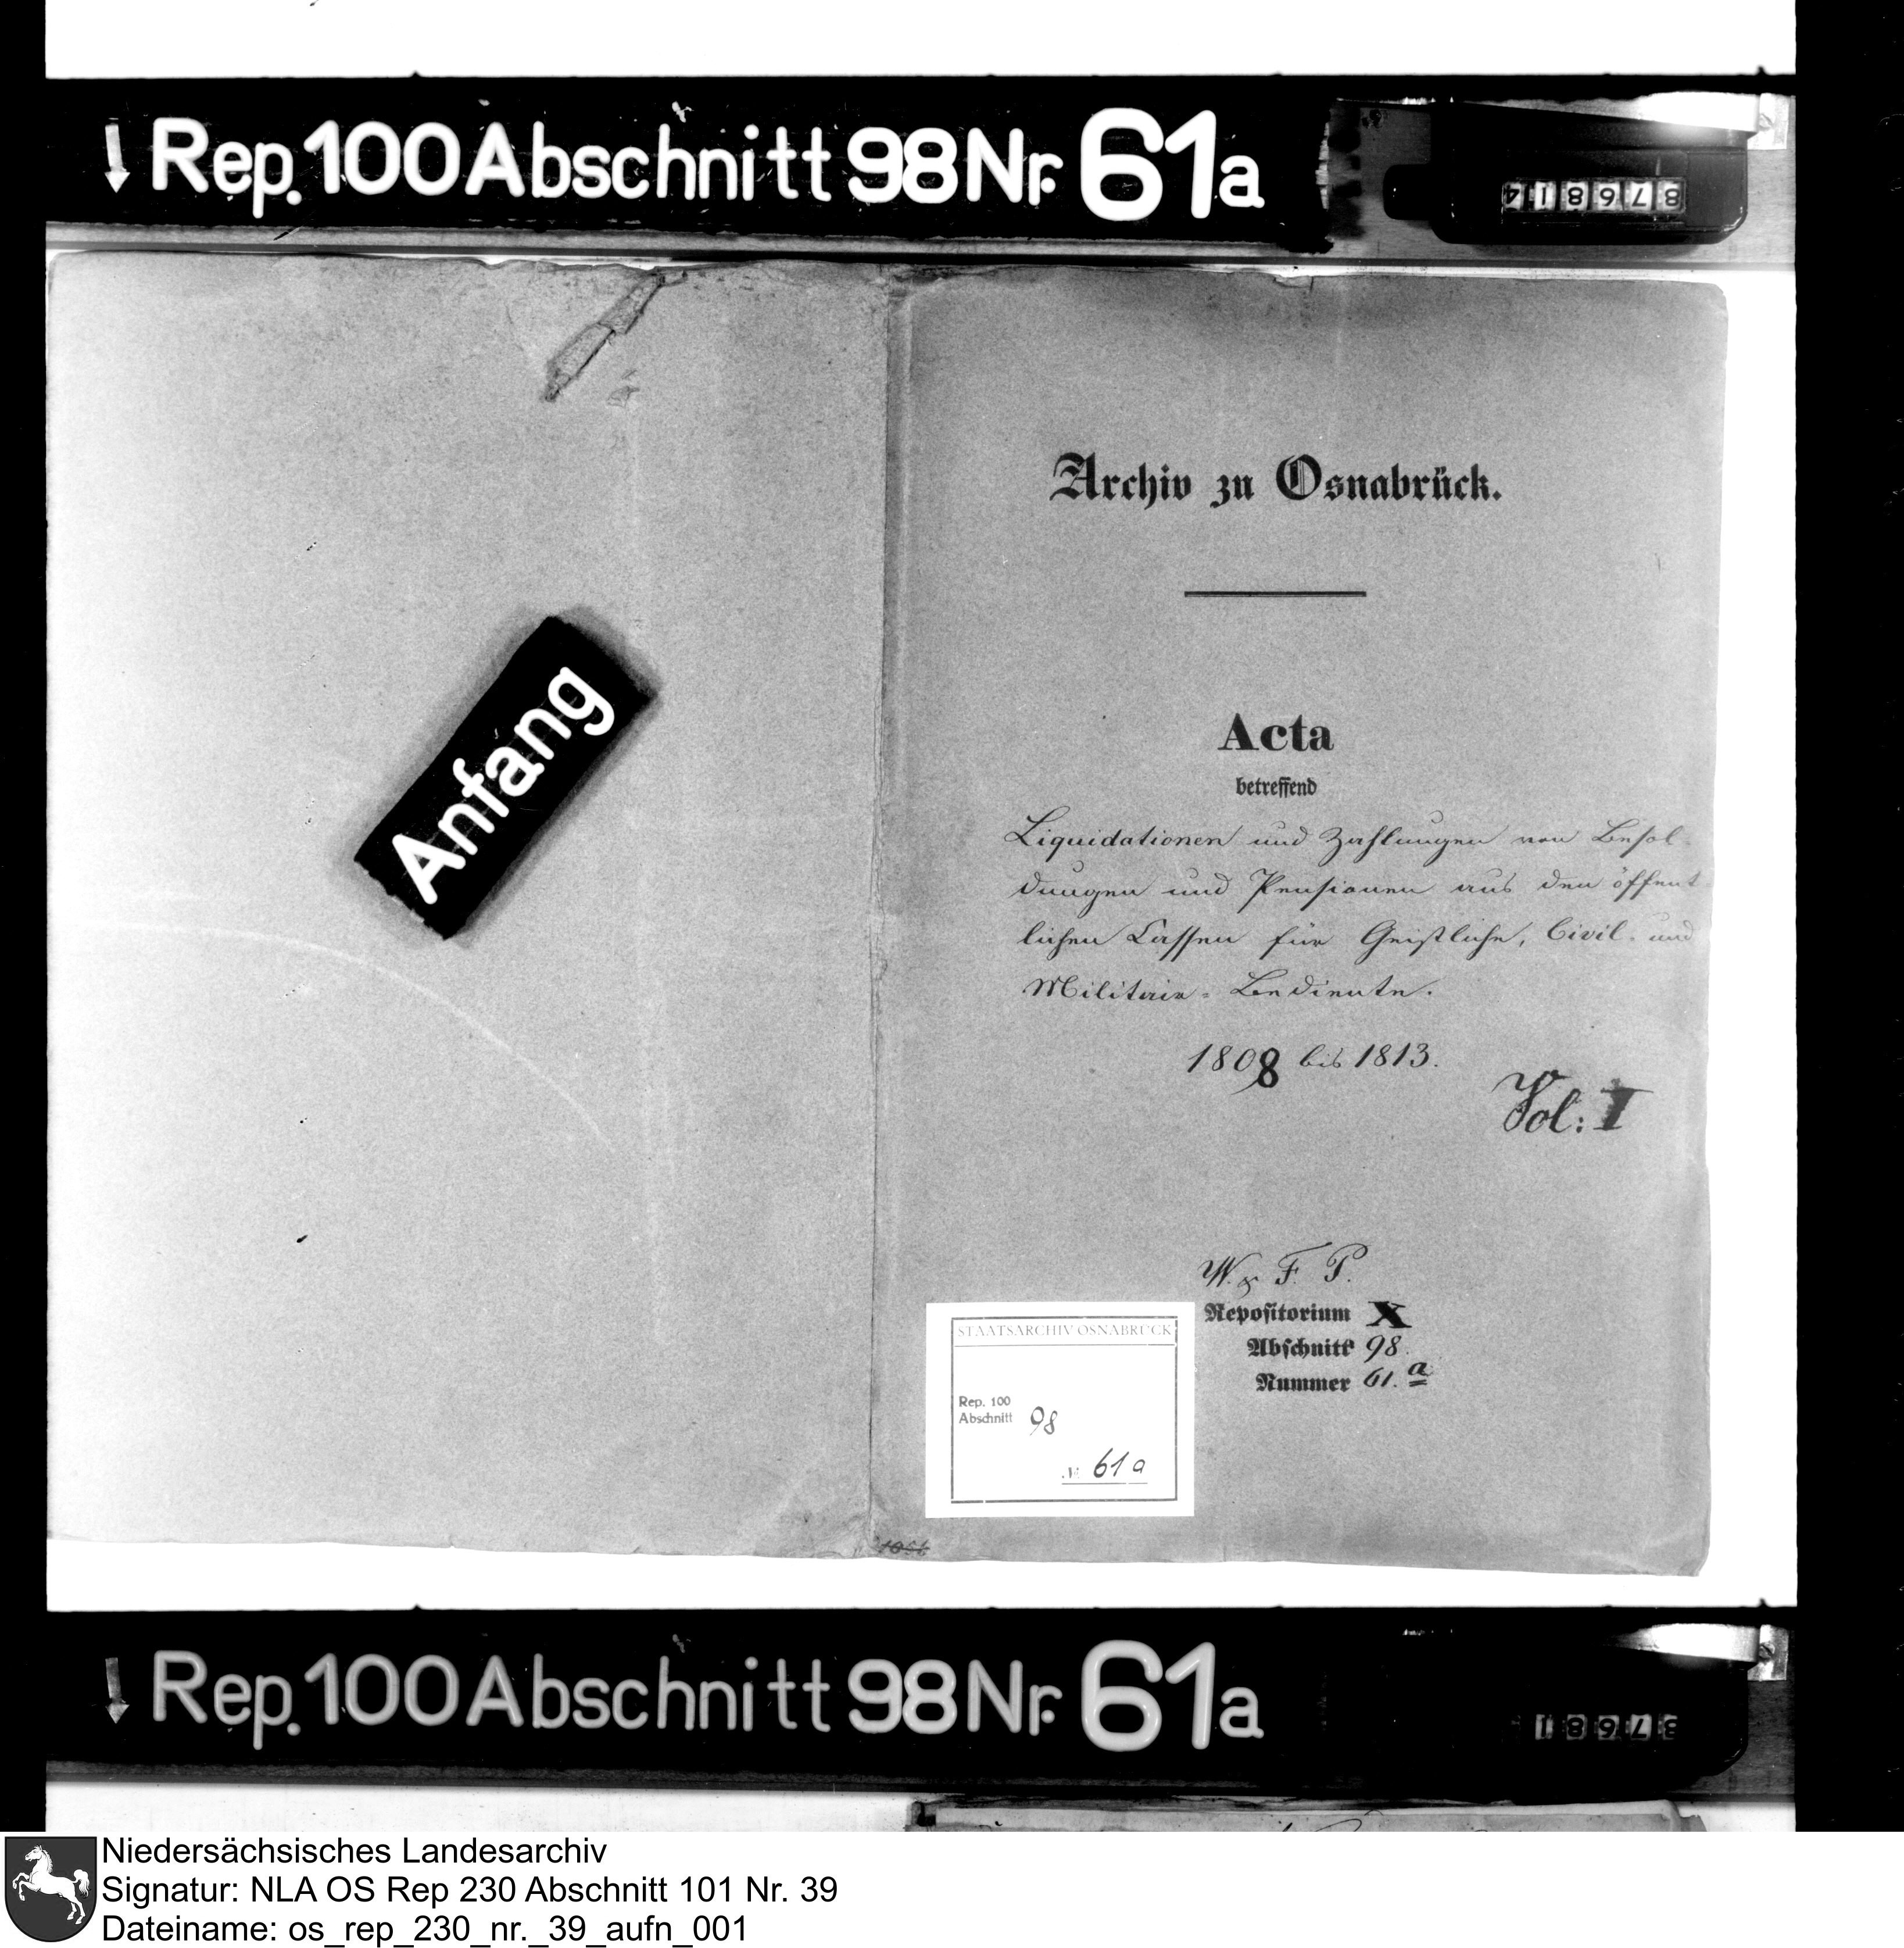 Rep. 100 Abschnitt 98 Nr. 61a
876814
Anfang
Archiv zu Osnabrück.
Acta
betreffend
Liquidationen und Zahlungen von Besol-
dungen und Pensionen aus den öffent-
lichen Cassen für Geistliche, Civil- und
Militair- Bediente.
1808 bis 1813.
Vol: I
W. & F. P.
Repositorium X
Abschnitt 98.
Nummer 61. a
STAATSARCHIV OSNABRÜCK
Rep. 100
Abschnitt 98
№ 61a
Rep. 100 Abschnitt 98 Nr. 61a
87681
Niedersächsisches Landesarchiv
Signatur: NLA OS Rep 230 Abschnitt 101 Nr. 39
Dateiname: os_rep_230_nr._39_aufn_001